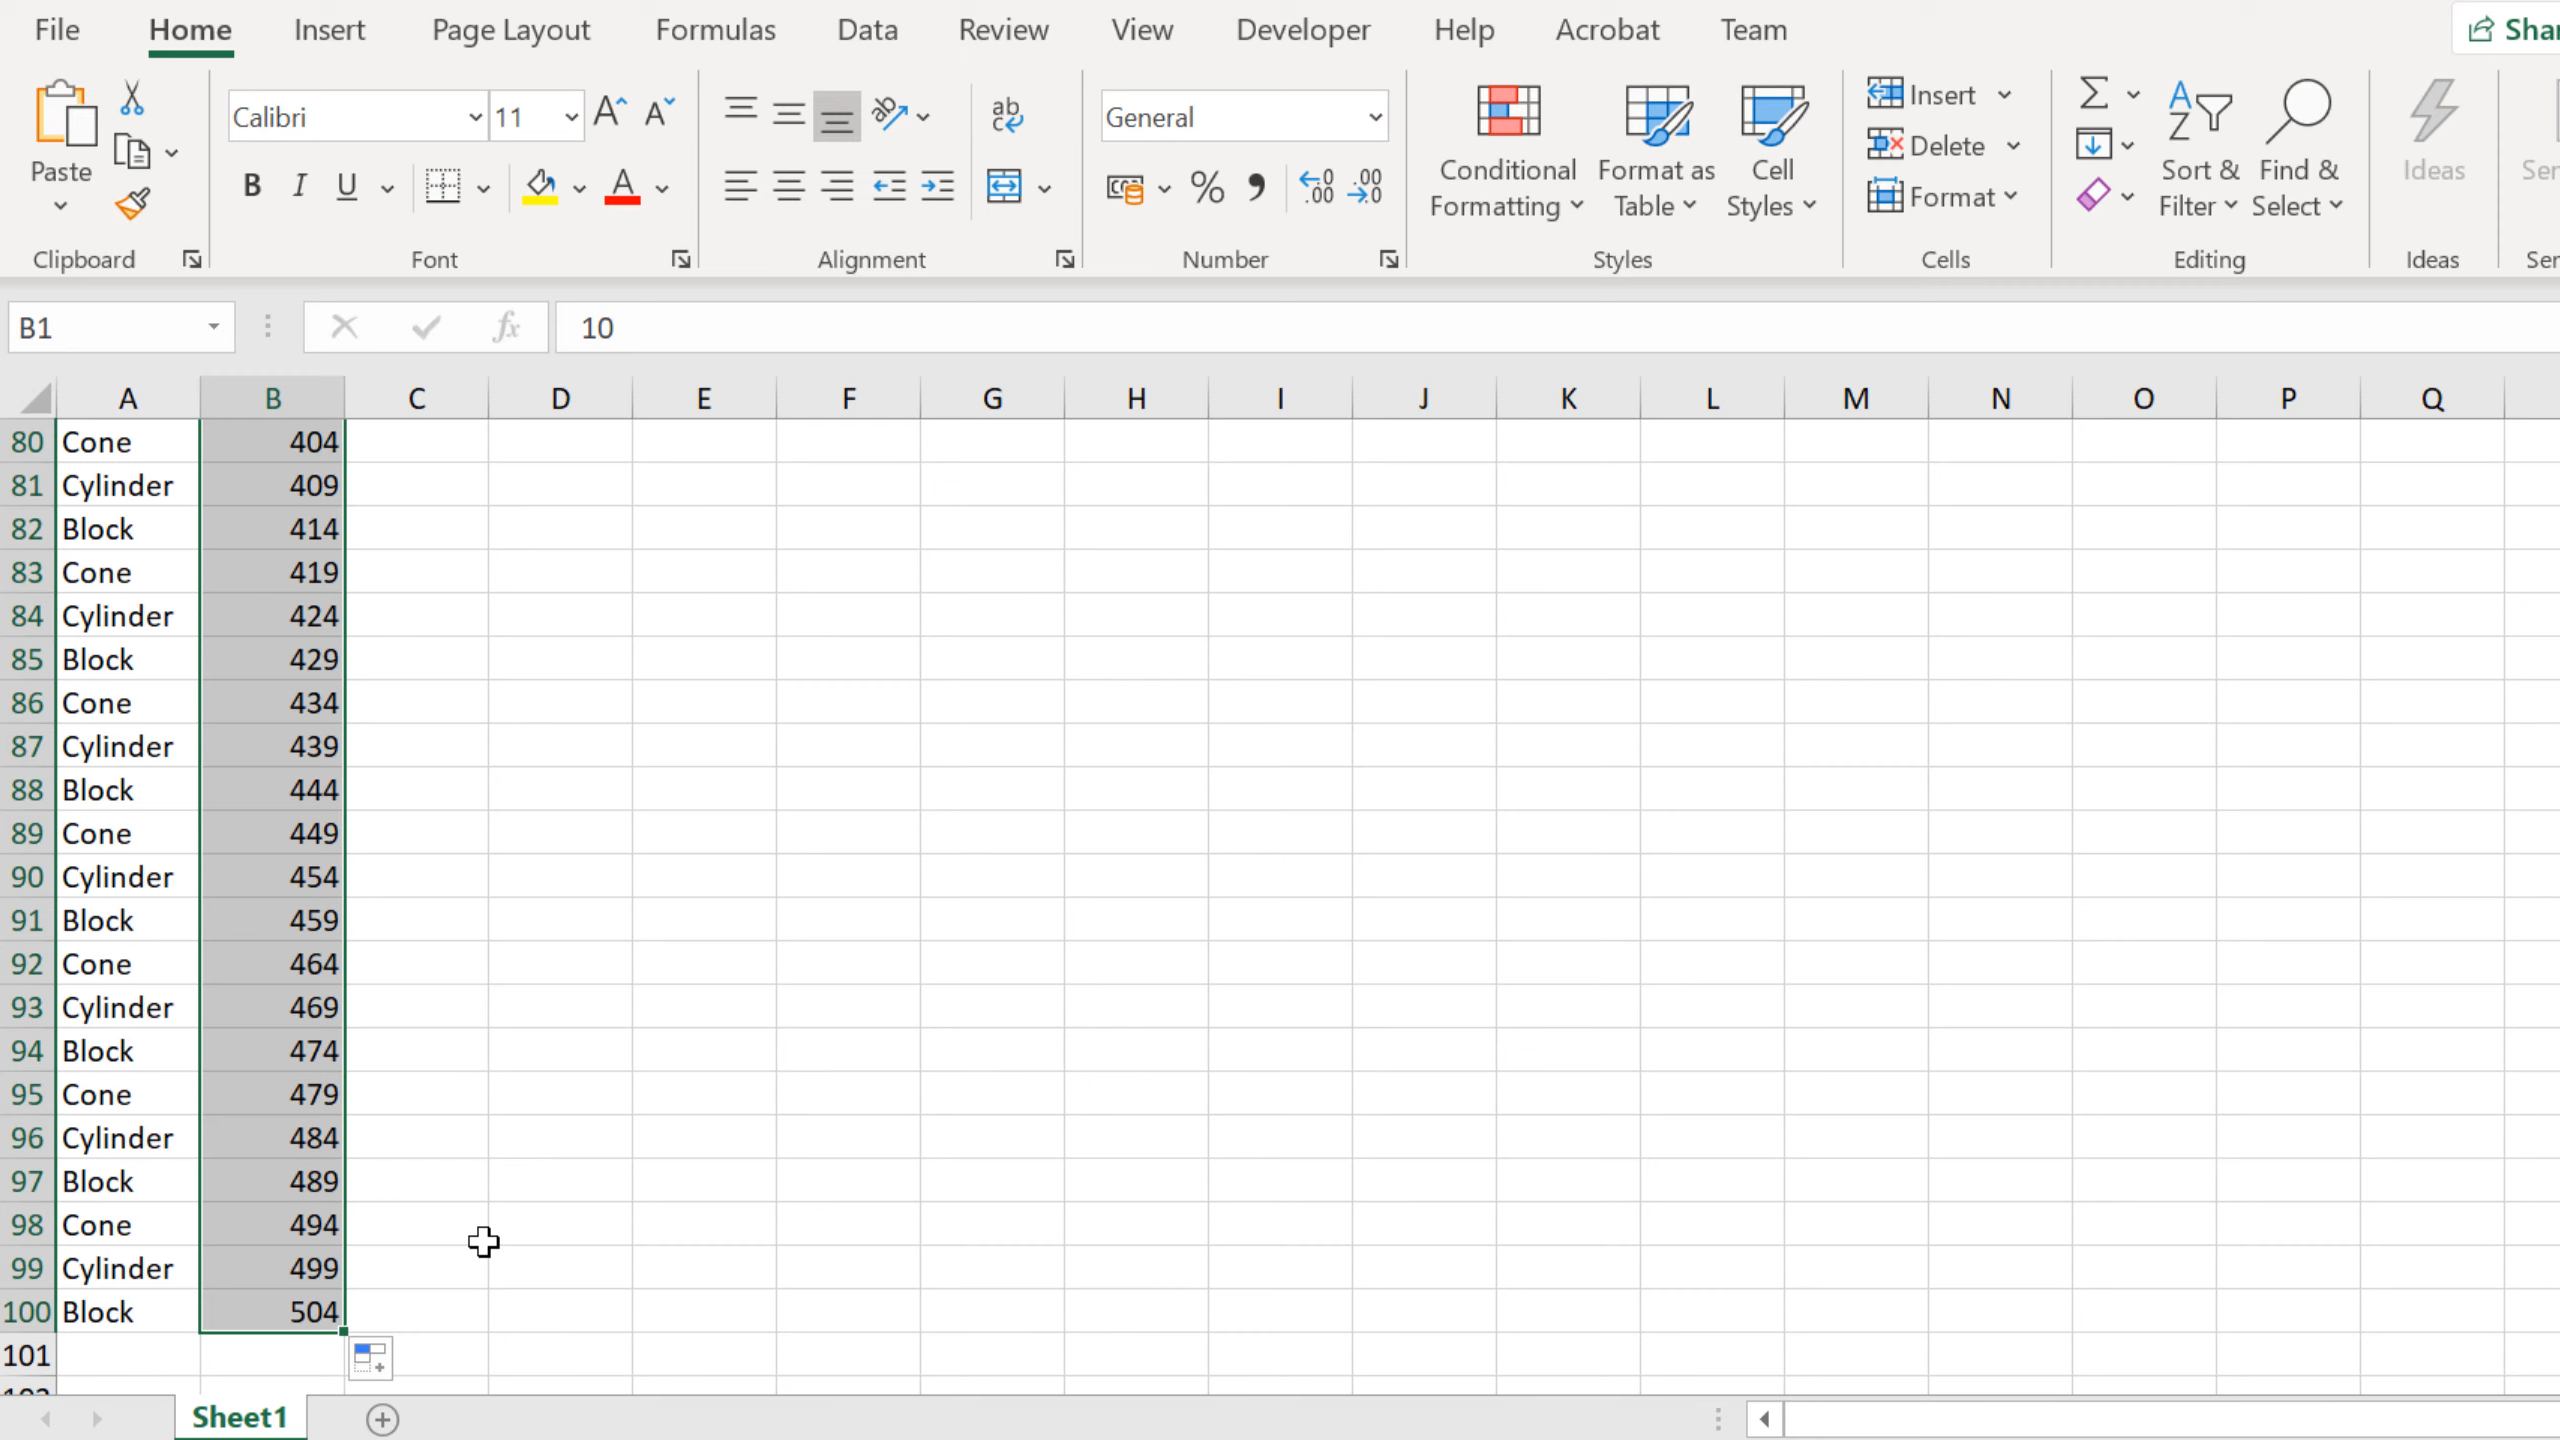 File Home Insert Page Layout Formulas Data Review View Developer Help Acrobat Team
Calibri 11 ab General Insert
Paste Conditional Format as Cell Delete Sort & Find & Ideas
B I U A % Formatting Table Styles Format Filter Select
Clipboard Font Alignment Number Styles Cells Editing Ideas
B1 fx 10
A B C D E F G H I J K L M N O P Q
80 Cone 404
81 Cylinder 409
82 Block 414
83 Cone 419
84 Cylinder 424
85 Block 429
86 Cone 434
87 Cylinder 439
88 Block 444
89 Cone 449
90 Cylinder 454
91 Block 459
92 Cone 464
93 Cylinder 469
94 Block 474
95 Cone 479
96 Cylinder 484
97 Block 489
98 Cone 494
99 Cylinder 499
100 Block 504
101
Sheet1